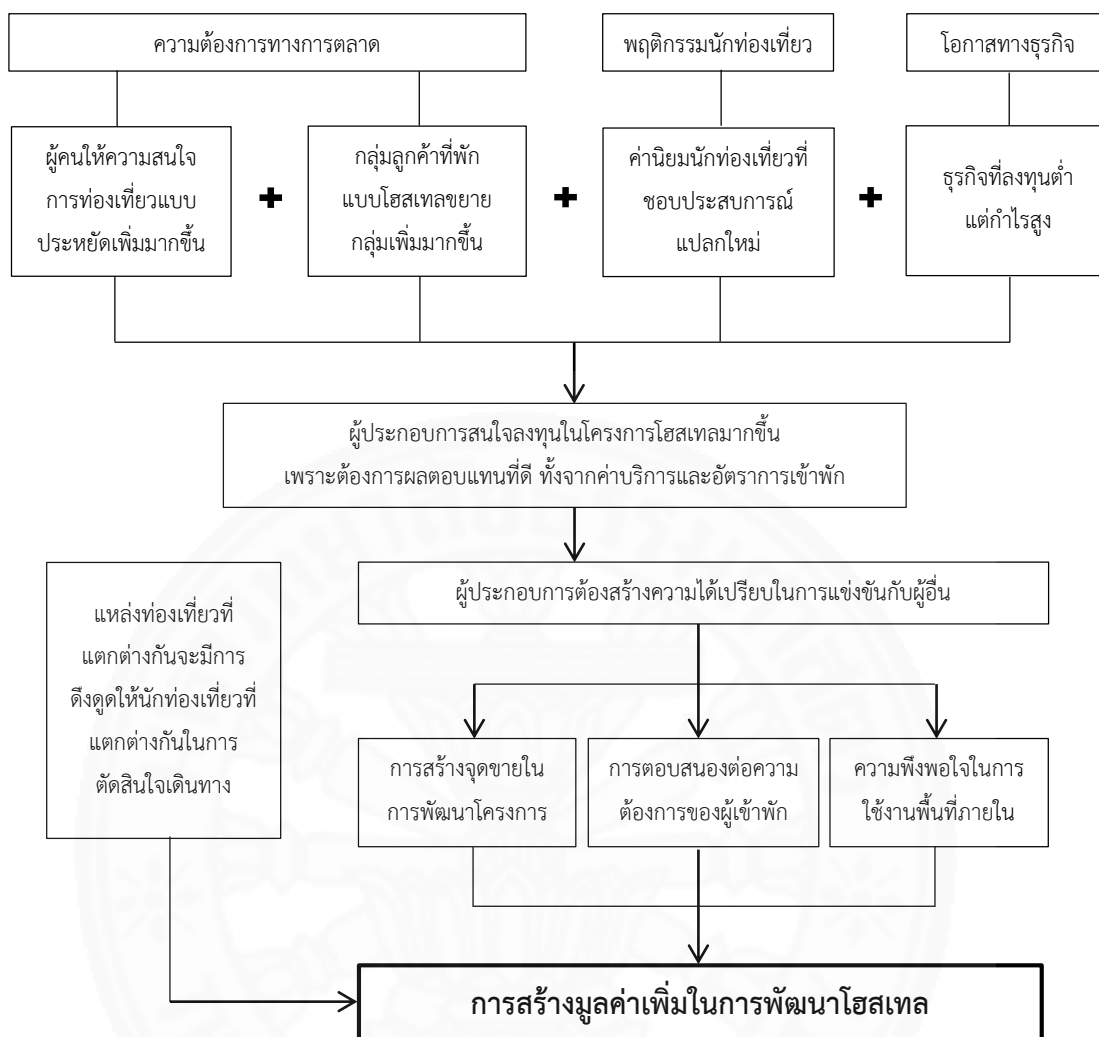 ความต้องการทางการตลาด
พฤติกรรมนักท่องเที่ยว
โอกาสทางธุรกิจ
ผู้คนให้ความสนใจ
การท่องเที่ยวแบบ
ประหยัดเพิ่มมากขึ้น
กลุ่มลูกค้าที่พัก
แบบโฮสเทลขยาย
กลุ่มเพิ่มมากขึ้น
ค่านิยมนักท่องเที่ยวที่
ชอบประสบการณ์
แปลกใหม่
ธุรกิจที่ลงทุนต่ำ
แต่กำไรสูง
ผู้ประกอบการสนใจลงทุนในโครงการโฮสเทลมากขึ้น
เพราะต้องการผลตอบแทนที่ดี ทั้งจากค่าบริการและอัตราการเข้าพัก
ผู้ประกอบการต้องสร้างความได้เปรียบในการแข่งขันกับผู้อื่น
แหล่งท่องเที่ยวที่
แตกต่างกันจะมีการ
ดึงดูดให้นักท่องเที่ยวที่
แตกต่างกันในการ
ตัดสินใจเดินทาง
การสร้างจุดขายใน
การพัฒนาโครงการ
การตอบสนองต่อความ
ต้องการของผู้เข้าพัก
ความพึงพอใจในการ
ใช้งานพื้นที่ภายใน
การสร้างมูลค่าเพิ่มในการพัฒนาโฮสเทล